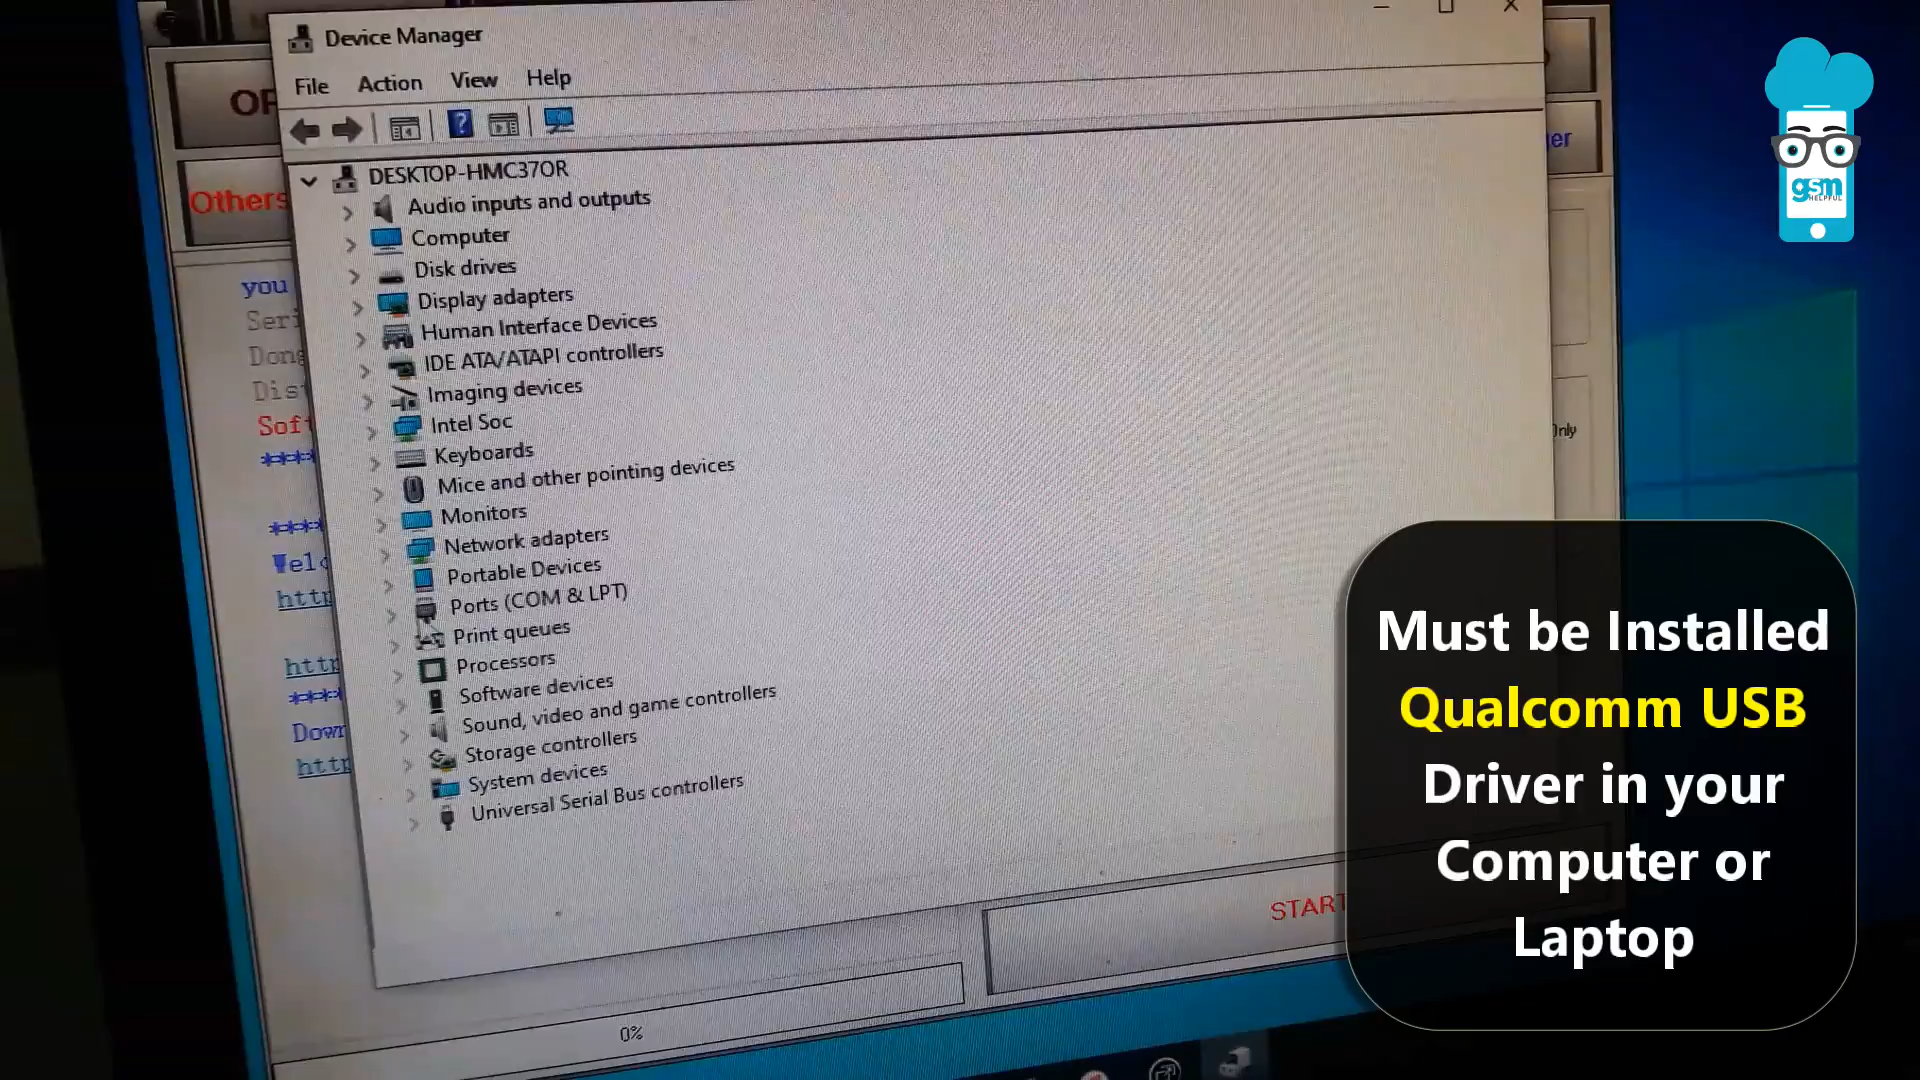 Device Manager
File Action View Help
DESKTOP-HMC37OR
Audio inputs and outputs
Computer
Disk drives
Display adapters
Human Interface Devices
IDE ATA/ATAPI controllers
Imaging devices
Intel Soc
Keyboards
Mice and other pointing devices
Monitors
Network adapters
Portable Devices
Ports (COM & LPT)
Print queues
Processors
Software devices
Sound, video and game controllers
Storage controllers
System devices
Universal Serial Bus controllers
Others
you
****
****
http
http
****
http
START
0%
gsm
HELPFUL
Must be Installed
Qualcomm USB
Driver in your
Computer or
Laptop